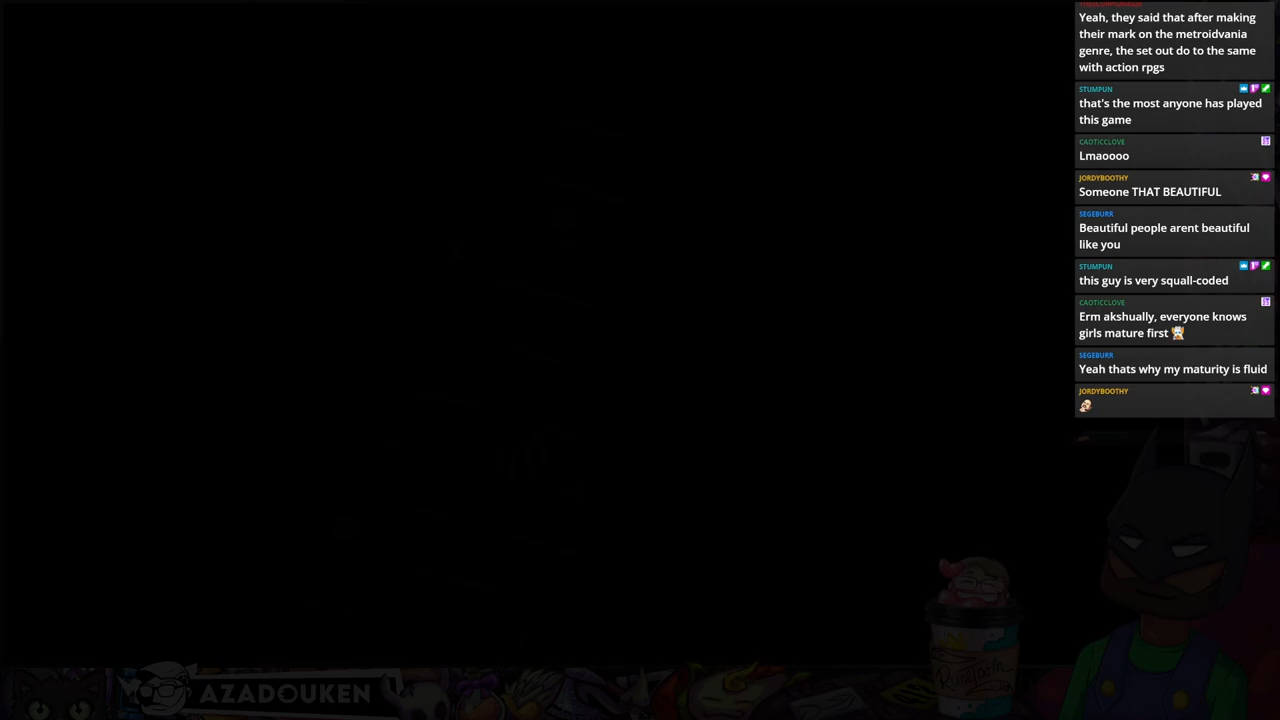 Yeah, they said that after making
their mark on the metroidvania
genre, the set out do to the same
with action rpgs
STUMPUN
that's the most anyone has played
this game
CAOTICCLOVE
Lmaoooo
JORDYBOOTHY
Someone THAT BEAUTIFUL
SEGEBURR
Beautiful people arent beautiful
like you
STUMPUN
this guy is very squall-coded
CAOTICCLOVE
Erm akshually, everyone knows
girls mature first
SEGEBURR
Yeah thats why my maturity is fluid
JORDYBOOTHY
AZADOUKEN